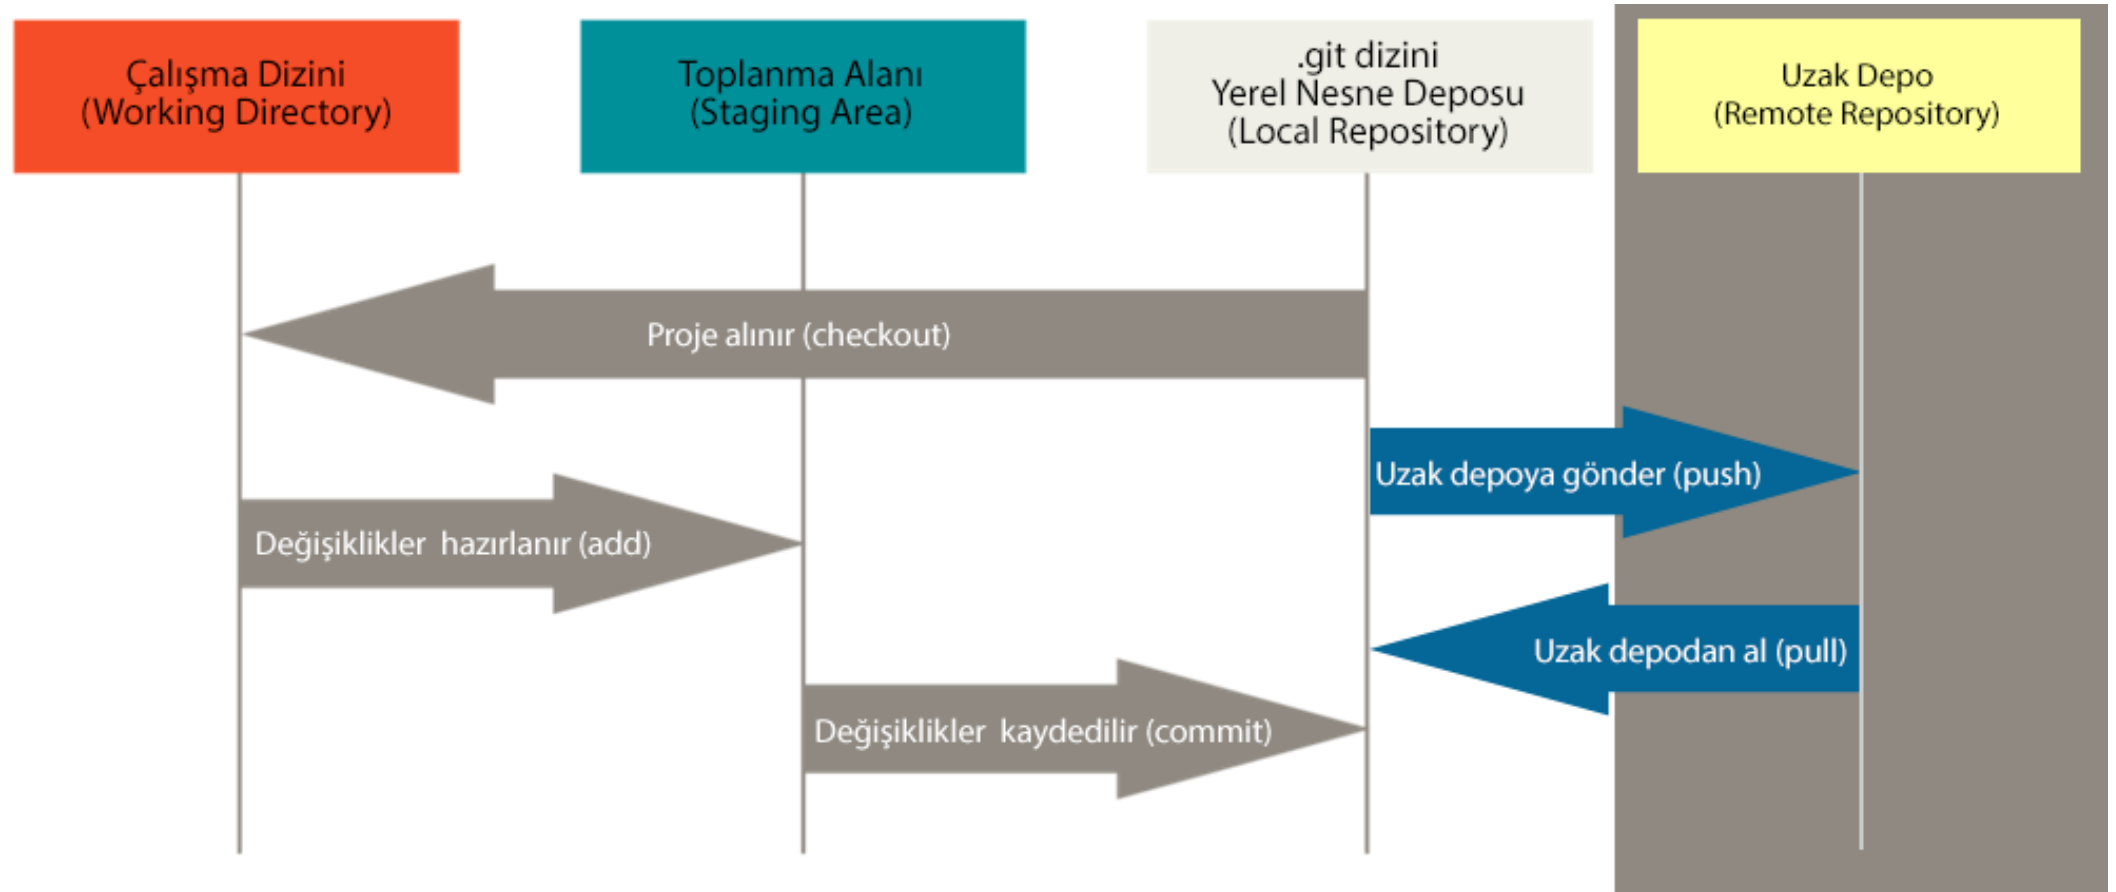 Çalışma Dizini
(Working Directory)
Toplanma Alanı
(Staging Area)
.git dizini
Yerel Nesne Deposu
(Local Repository)
Uzak Depo
(Remote Repository)
Proje alınır (checkout)
Uzak depoya gönder (push)
Değişiklikler hazırlanır (add)
Uzak depodan al (pull)
Değişiklikler kaydedilir (commit)